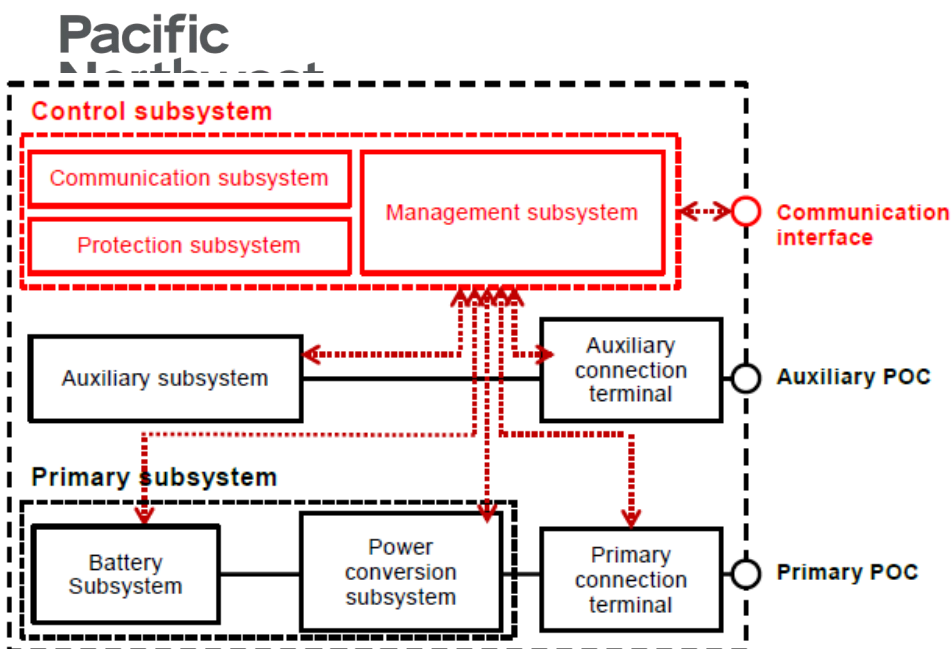 Pacific
Control subsystem
Communication subsystem
Protection subsystem
Management subsystem
Communication
interface
Auxiliary subsystem
Auxiliary
connection
terminal
Auxiliary POC
Primary subsystem
Battery
Subsystem
Power
conversion
subsystem
Primary
connection
terminal
Primary POC